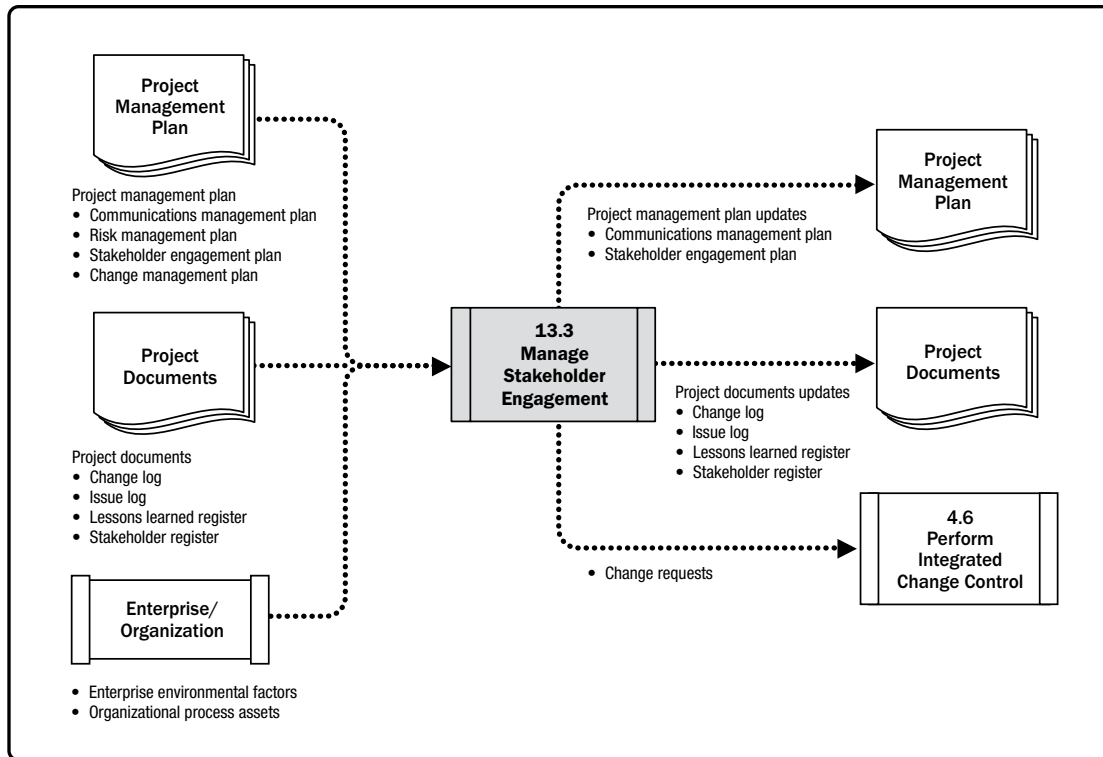 Project
Management
Plan
Project management plan
• Communications management plan
• Risk management plan
• Stakeholder engagement plan
• Change management plan
Project
Documents
Project documents
• Change log
• Issue log
• Lessons learned register
• Stakeholder register
Enterprise/
Organization
• Enterprise environmental factors
• Organizational process assets
13.3
Manage
Stakeholder
Engagement
Project management plan updates
• Communications management plan
• Stakeholder engagement plan
Project
Management
Plan
Project documents updates
• Change log
• Issue log
• Lessons learned register
• Stakeholder register
Project
Documents
• Change requests
4.6
Perform
Integrated
Change Control